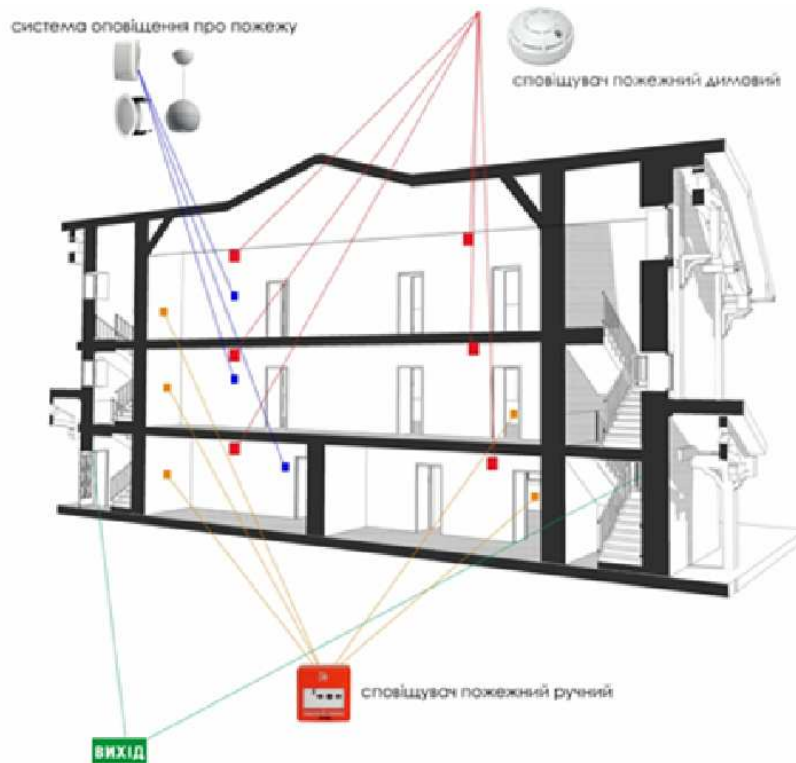 система оповіщення про пожежу
сповіщувач пожежний димовий
сповіщувач пожежний ручний
ВИХІД